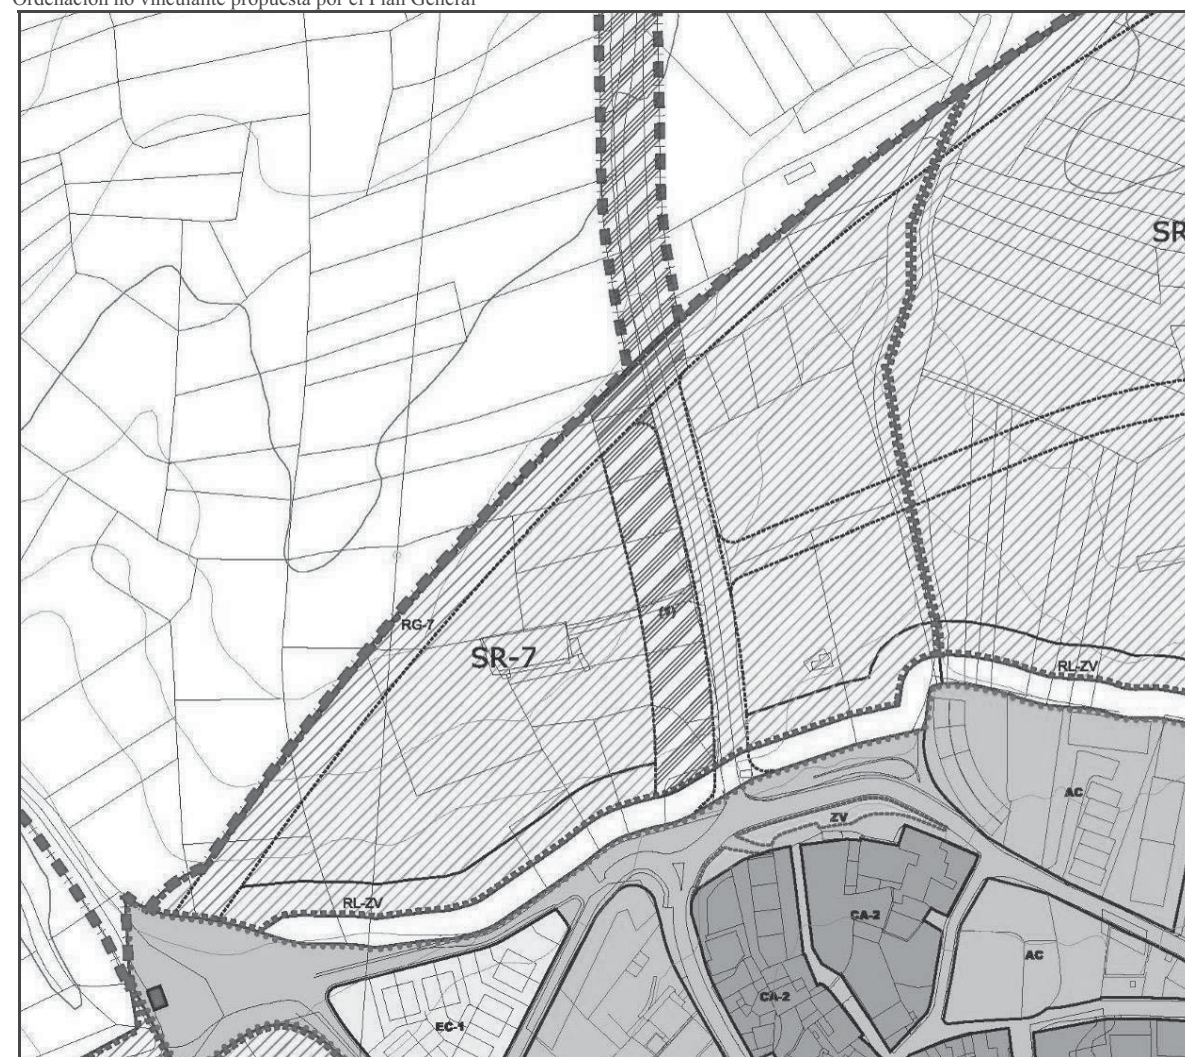 Ordenación no vinculante propuesta por el Plan General
SR
RG-7
(1)
SR-7
RL-ZV
AC
ZV
RL-ZV
CA-2
AC
CA-2
EC-1